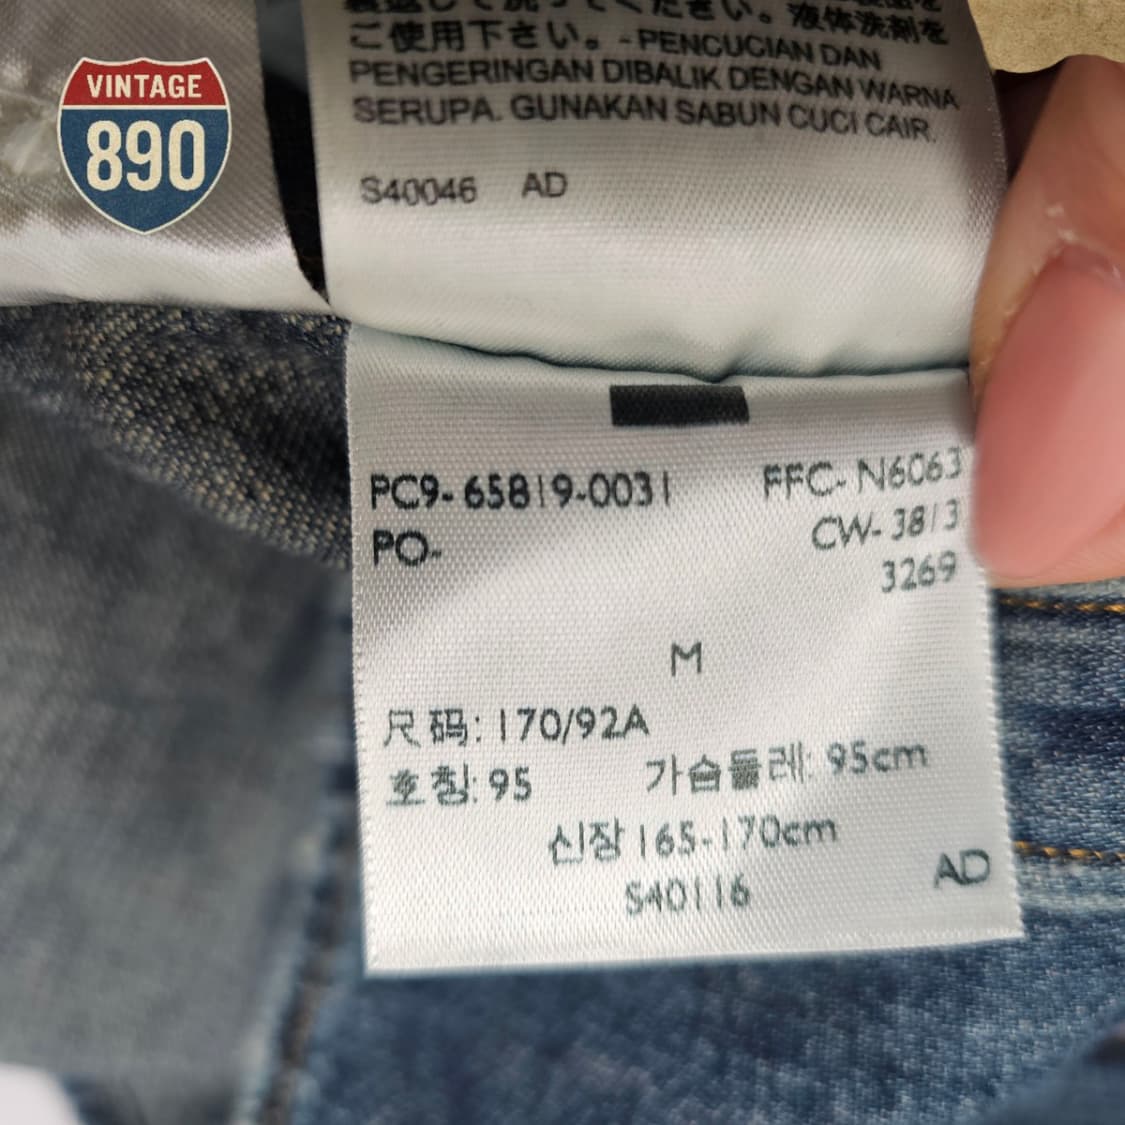 VINTAGE
890
ご使用下さい。-PENCUCIAN DAN
PENGERINGAN DIBALIK DENGAN WARNA
SERUPA. GUNAKAN SABUN CUCI CAIR.
S40046 AD
PC9-65819-0031 FFC-N6063
PO- CW-3813
3269
M
尺码: 170/92A
호칭: 95 가슴둘레: 95cm
신장 165-170cm
S40116 AD